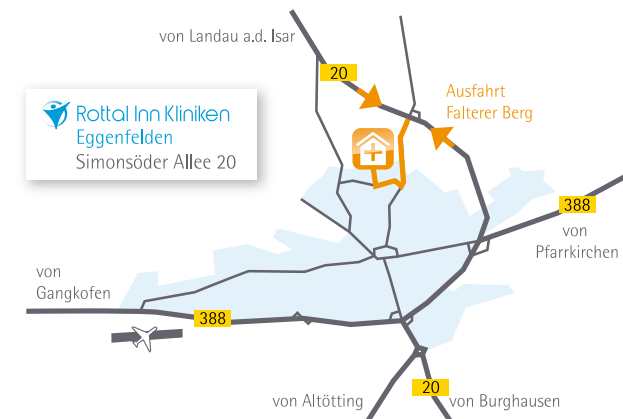 von Landau a.d. Isar
20
Ausfahrt
Falterer Berg
Rottal Inn Kliniken
Eggenfelden
Simonsöder Allee 20
388
von
Pfarrkirchen
von
Gangkofen
388
20
von Altötting
von Burghausen